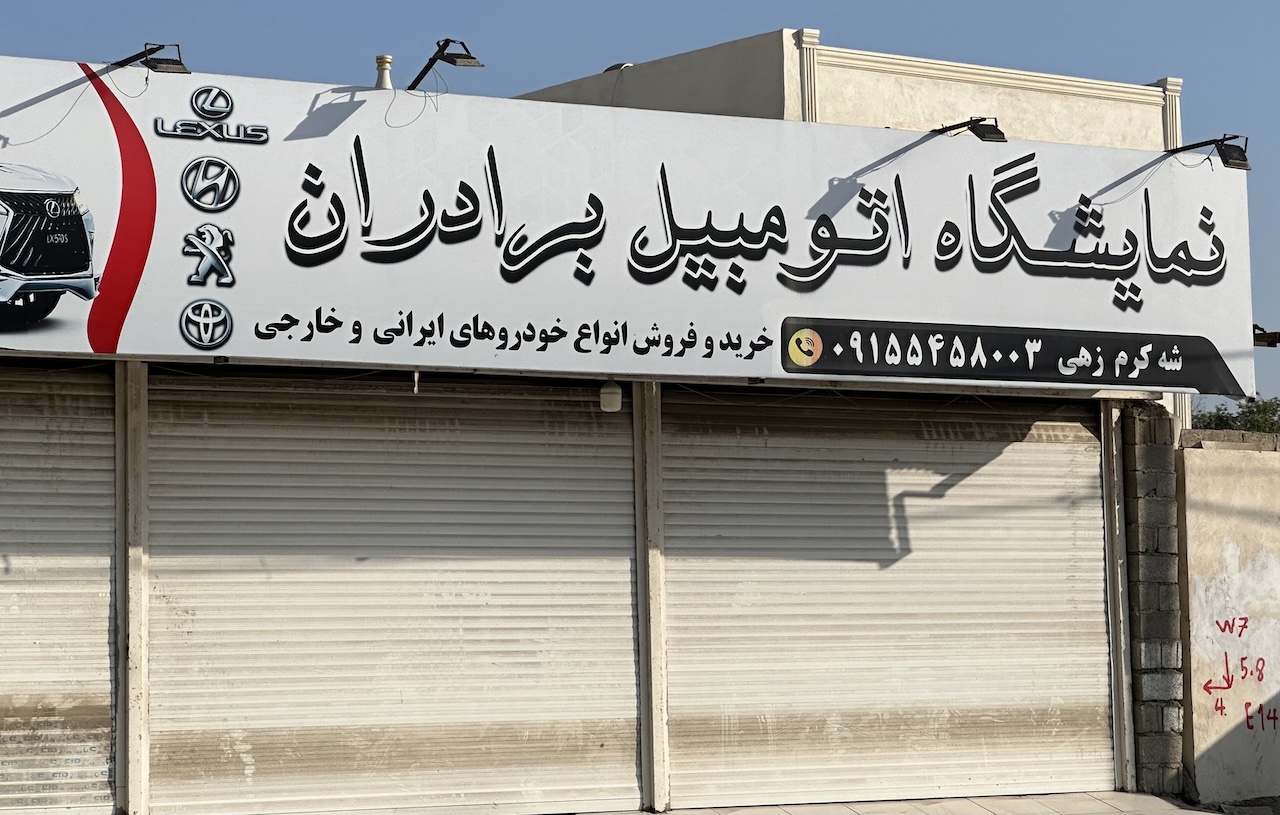 نمایشگاه اتومبیل برادران
شه کرم زهی ۰۹۱۵۵۴۵۸۰۰۳
خرید و فروش انواع خودروهای ایرانی و خارجی
LEXUS
LX570S
W7
5.8
4.
E14